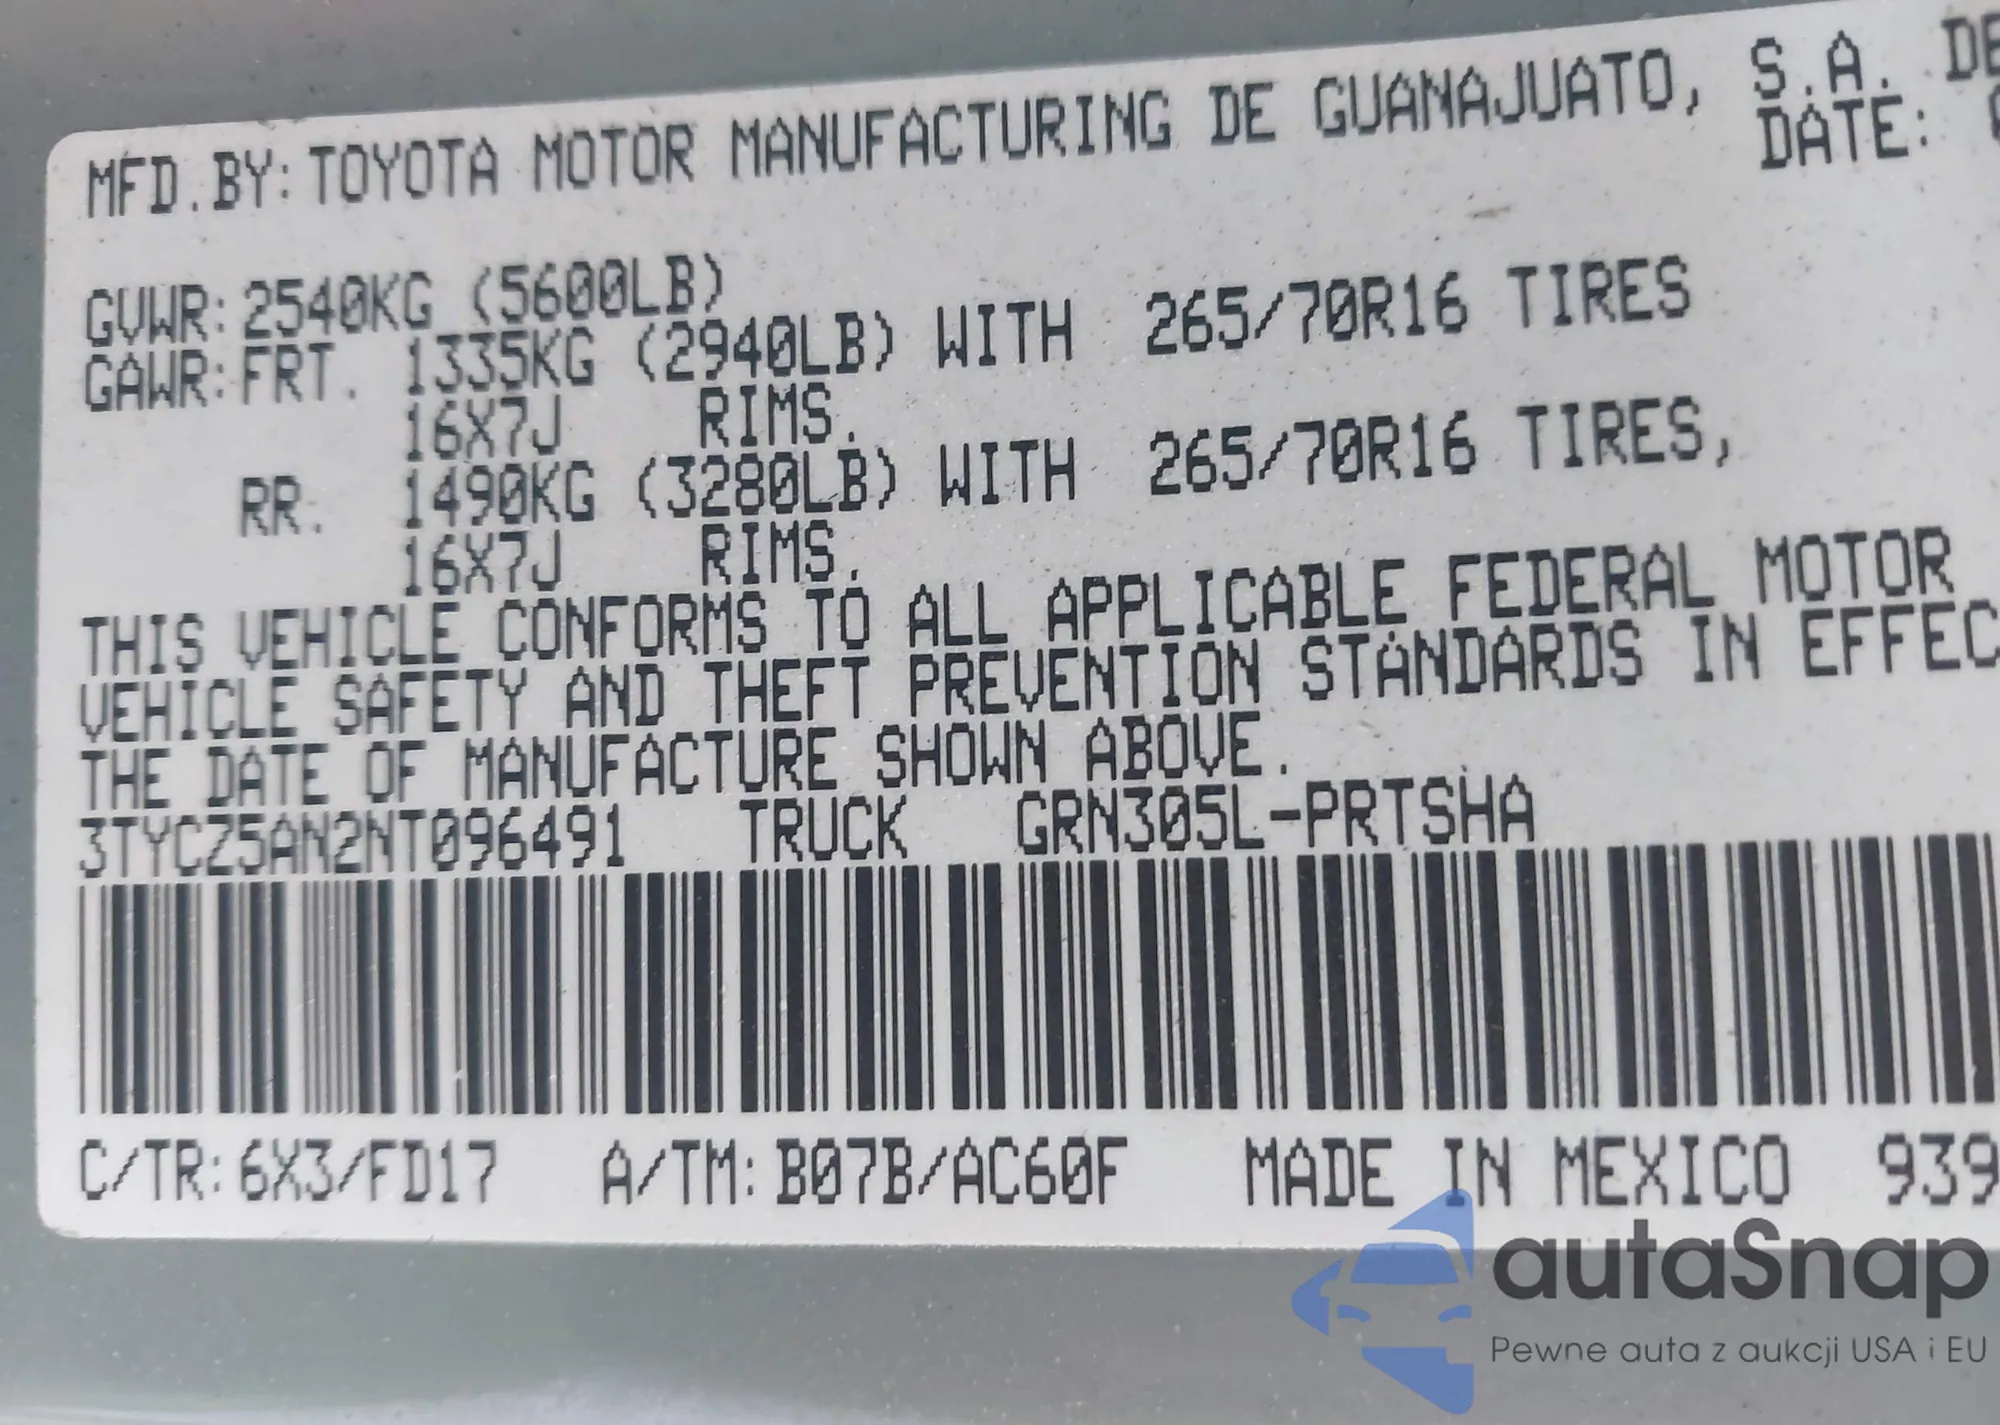 MFD.BY: TOYOTA MOTOR MANUFACTURING DE GUANAJUATO, S.A. DE
DATE:
GVWR: 2540KG (5600LB)
GAWR: FRT. 1335KG (2940LB) WITH 265/70R16 TIRES
16X7J RIMS.
RR. 1490KG (3280LB) WITH 265/70R16 TIRES,
16X7J RIMS.
THIS VEHICLE CONFORMS TO ALL APPLICABLE FEDERAL MOTOR
VEHICLE SAFETY AND THEFT PREVENTION STANDARDS IN EFFEC
THE DATE OF MANUFACTURE SHOWN ABOVE.
3TYCZ5AN2NT096491 TRUCK GRN305L-PRTSHA
C/TR: 6X3/FD17 A/TM: B07B/AC60F MADE IN MEXICO 939
autaSnap
Pewne auta z aukcji USA i EU